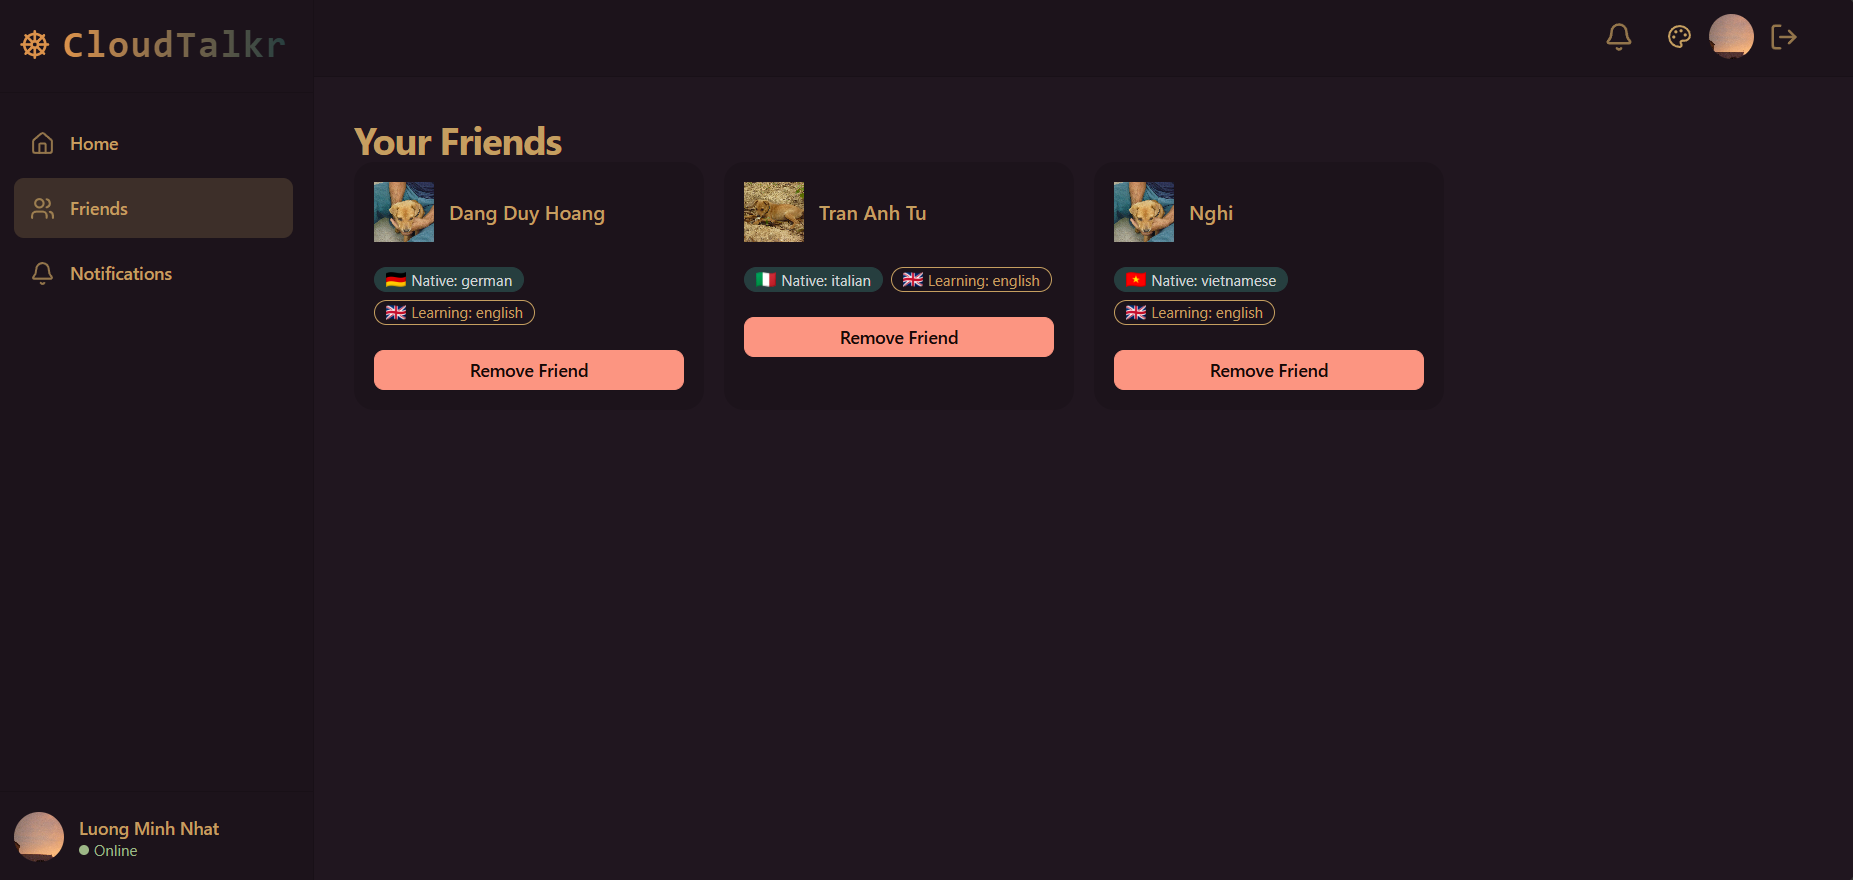 CloudTalkr
Home
Friends
Notifications
Luong Minh Nhat
Online
Your Friends
Dang Duy Hoang
Native: german
Learning: english
Remove Friend
Tran Anh Tu
Native: italian
Learning: english
Remove Friend
Nghi
Native: vietnamese
Learning: english
Remove Friend